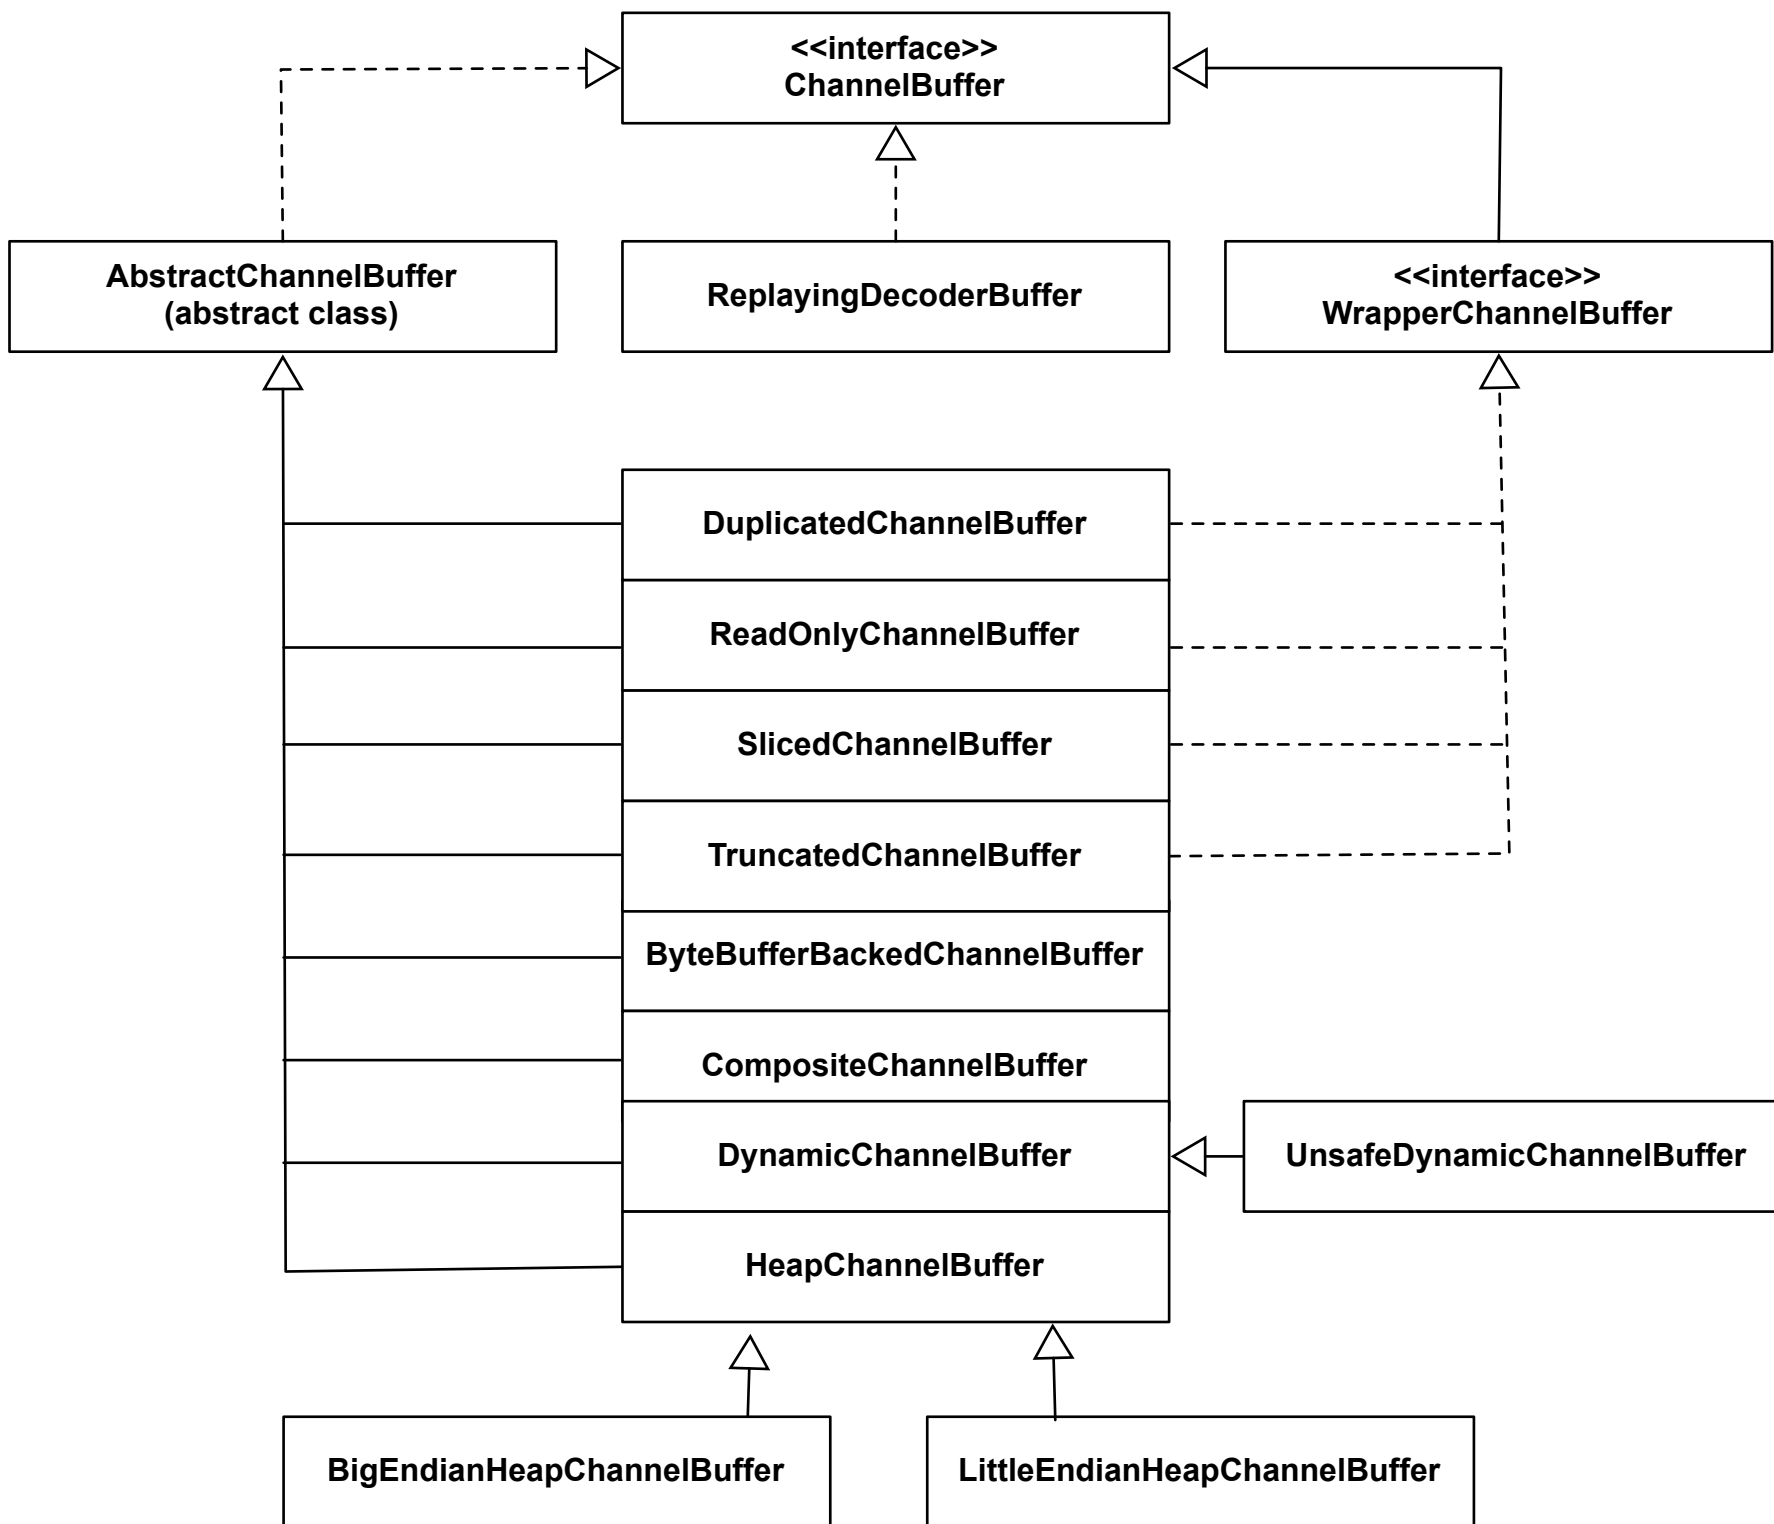 <<interface>>
ChannelBuffer
AbstractChannelBuffer
(abstract class)
ReplayingDecoderBuffer
<<interface>>
WrapperChannelBuffer
DuplicatedChannelBuffer
ReadOnlyChannelBuffer
SlicedChannelBuffer
TruncatedChannelBuffer
ByteBufferBackedChannelBuffer
CompositeChannelBuffer
DynamicChannelBuffer
UnsafeDynamicChannelBuffer
HeapChannelBuffer
BigEndianHeapChannelBuffer
LittleEndianHeapChannelBuffer